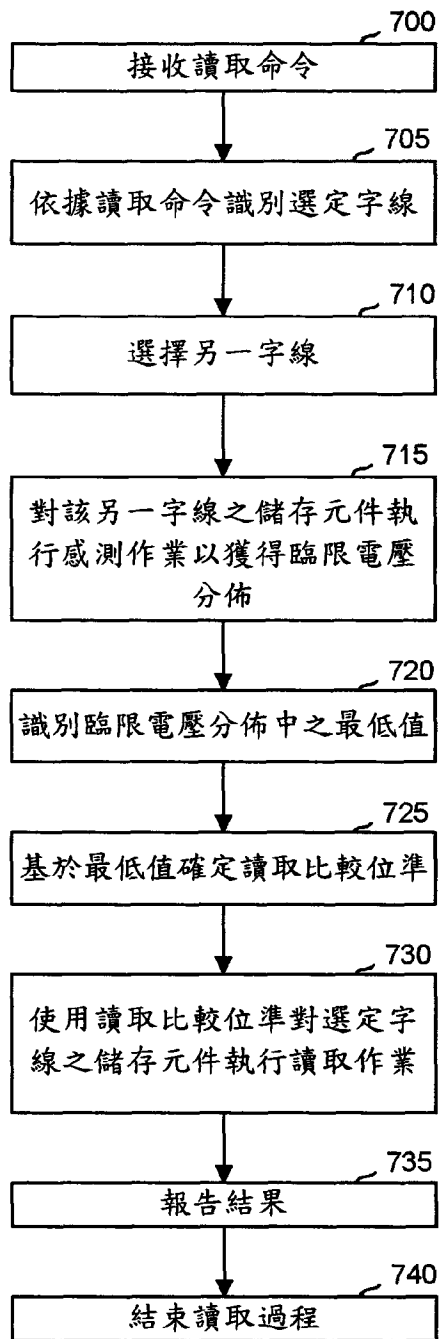 700
接收讀取命令
705
依據讀取命令識別選定字線
710
選擇另一字線
715
對該另一字線之儲存元件執
行感測作業以獲得臨限電壓
分佈
720
識別臨限電壓分佈中之最低值
725
基於最低值確定讀取比較位準
730
使用讀取比較位準對選定字
線之儲存元件執行讀取作業
735
報告結果
740
結束讀取過程